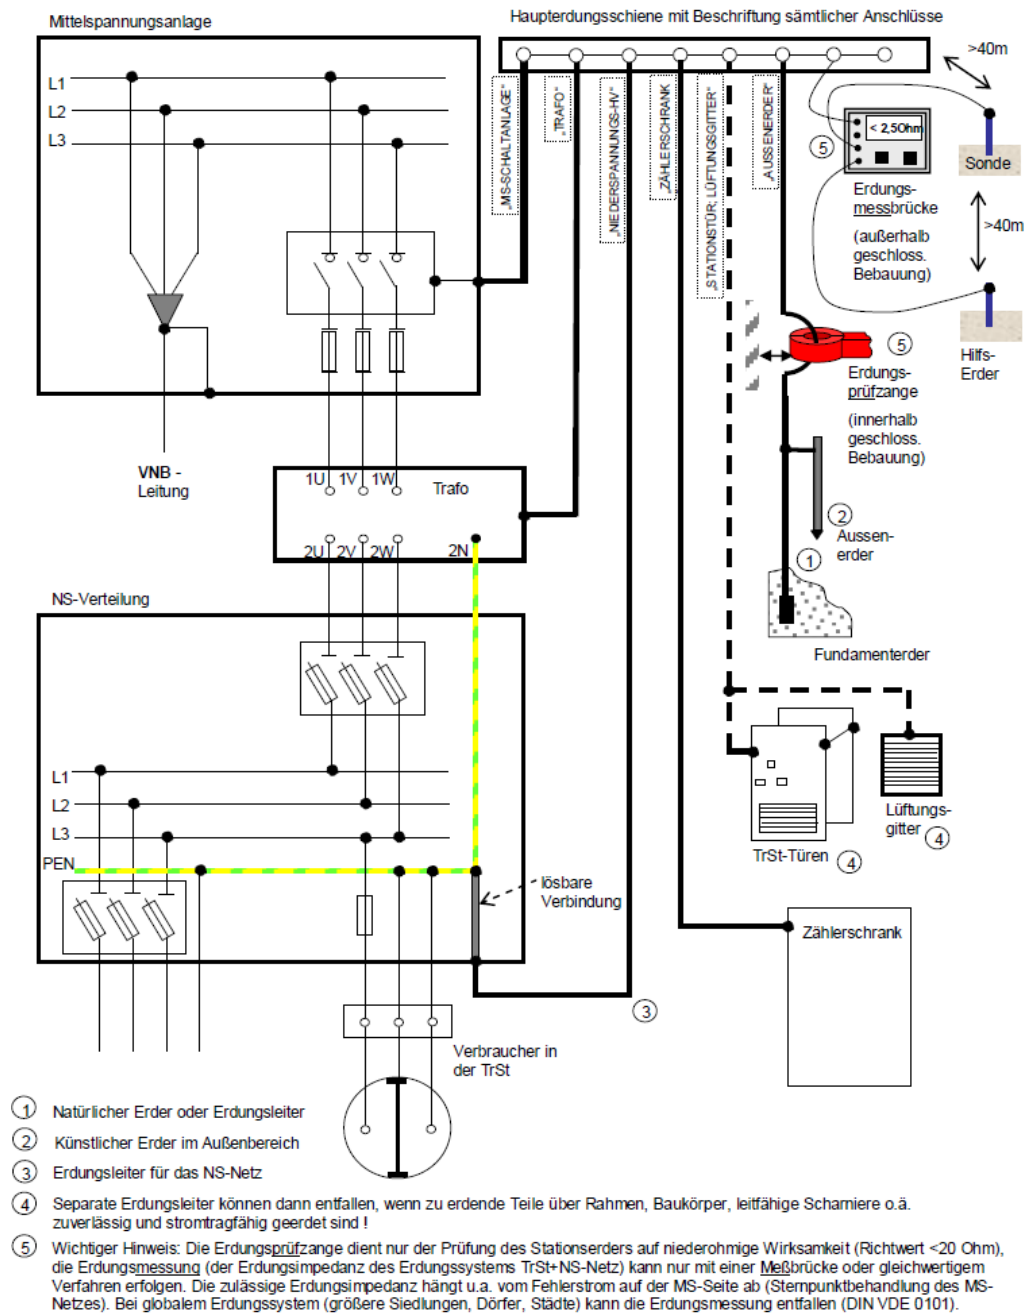 Mittelspannungsanlage
Haupterdungsschiene mit Beschriftung sämtlicher Anschlüsse
L1
L2
L3
„MS-SCHALTANLAGE“
„TRAFO“
„NIEDERSPANNUNGS-HV“
„ZÄHLERSCHRANK
„STATIONSTÜR; LÜFTUNGSGITTER“
„AUSSENERDER“
>40m
< 2,5Ohm
5
Sonde
Erdungs-
messbrücke
(außerhalb
geschloss.
Bebauung)
>40m
Hilfs-
Erder
5
Erdungs-
prüfzange
(innerhalb
geschloss.
Bebauung)
VNB -
Leitung
1U 1V 1W
Trafo
2U 2V 2W 2N
2
Aussen-
erder
1
Fundamenterder
NS-Verteilung
L1
L2
L3
PEN
lösbare
Verbindung
Lüftungs-
gitter 4
TrSt-Türen 4
Zählerschrank
3
Verbraucher in
der TrSt
1 Natürlicher Erder oder Erdungsleiter
2 Künstlicher Erder im Außenbereich
3 Erdungsleiter für das NS-Netz
4 Separate Erdungsleiter können dann entfallen, wenn zu erdende Teile über Rahmen, Baukörper, leitfähige Scharniere o.ä.
zuverlässig und stromtragfähig geerdet sind !
5 Wichtiger Hinweis: Die Erdungsprüfzange dient nur der Prüfung des Stationserders auf niederohmige Wirksamkeit (Richtwert <20 Ohm),
die Erdungsmessung (der Erdungsimpedanz des Erdungssystems TrSt+NS-Netz) kann nur mit einer Meßbrücke oder gleichwertigem
Verfahren erfolgen. Die zulässige Erdungsimpedanz hängt u.a. vom Fehlerstrom auf der MS-Seite ab (Sternpunktbehandlung des MS-
Netzes). Bei globalem Erdungssystem (größere Siedlungen, Dörfer, Städte) kann die Erdungsmessung entfallen (DIN VDE 0101).